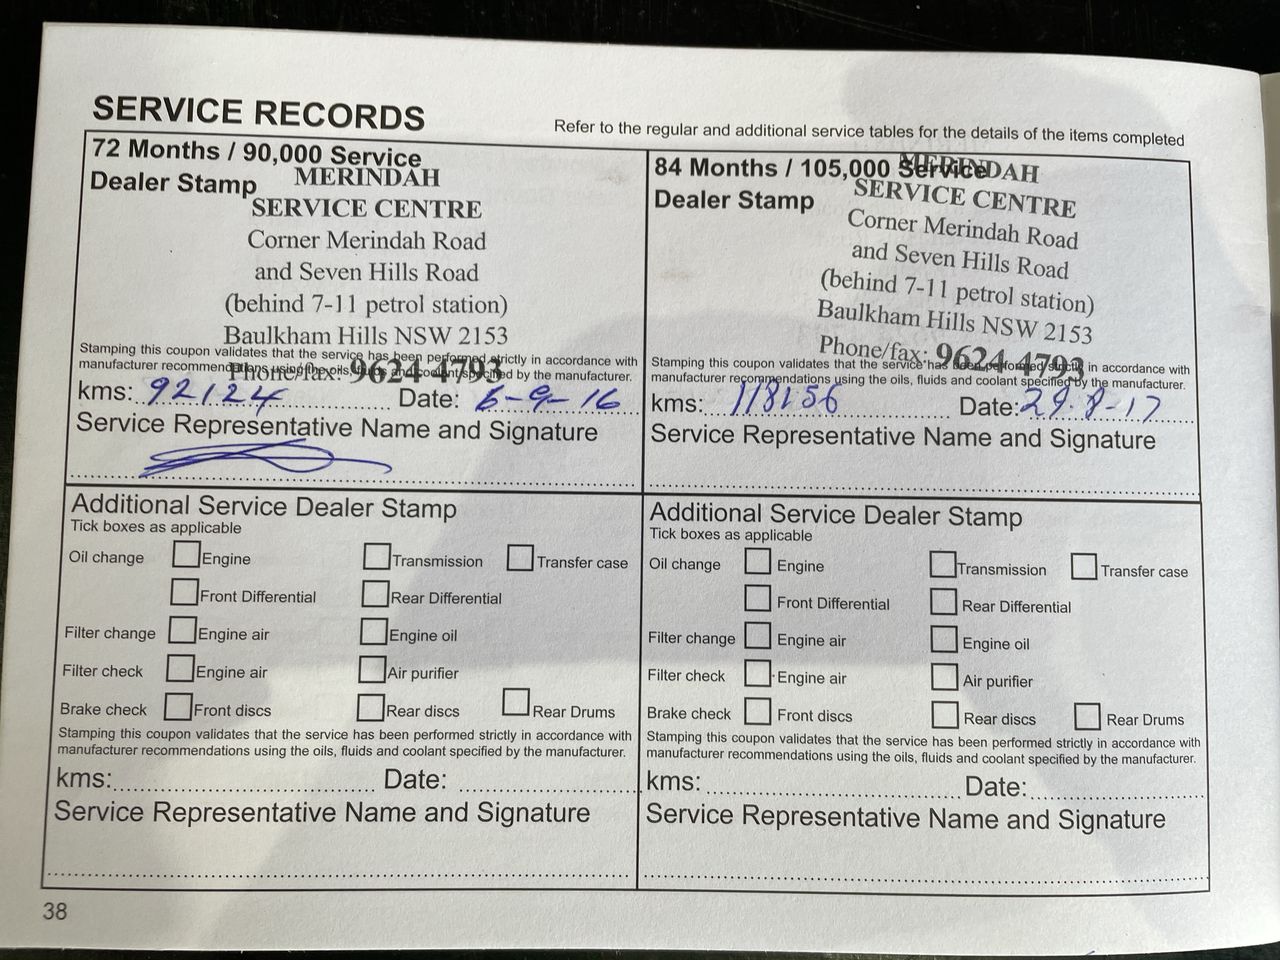 SERVICE RECORDS
Refer to the regular and additional service tables for the details of the items completed
72 Months / 90,000 Service
Dealer Stamp
MERINDAH
SERVICE CENTRE
Corner Merindah Road
and Seven Hills Road
(behind 7-11 petrol station)
Baulkham Hills NSW 2153
Phone/fax: 9624 4793
Stamping this coupon validates that the service has been performed strictly in accordance with
manufacturer recommendations using the oils, fluids and coolant specified by the manufacturer.
kms: 92124 Date: 6-9-16
Service Representative Name and Signature
84 Months / 105,000 Service
Dealer Stamp
MERINDAH
SERVICE CENTRE
Corner Merindah Road
and Seven Hills Road
(behind 7-11 petrol station)
Baulkham Hills NSW 2153
Phone/fax: 9624 4793
Stamping this coupon validates that the service has been performed strictly in accordance with
manufacturer recommendations using the oils, fluids and coolant specified by the manufacturer.
kms: 118156 Date: 29.8-17
Service Representative Name and Signature
Additional Service Dealer Stamp
Tick boxes as applicable
Oil change Engine Transmission Transfer case
Front Differential Rear Differential
Filter change Engine air Engine oil
Filter check Engine air Air purifier
Brake check Front discs Rear discs Rear Drums
Stamping this coupon validates that the service has been performed strictly in accordance with
manufacturer recommendations using the oils, fluids and coolant specified by the manufacturer.
kms: Date:
Service Representative Name and Signature
Additional Service Dealer Stamp
Tick boxes as applicable
Oil change Engine Transmission Transfer case
Front Differential Rear Differential
Filter change Engine air Engine oil
Filter check Engine air Air purifier
Brake check Front discs Rear discs Rear Drums
Stamping this coupon validates that the service has been performed strictly in accordance with
manufacturer recommendations using the oils, fluids and coolant specified by the manufacturer.
kms: Date:
Service Representative Name and Signature
38